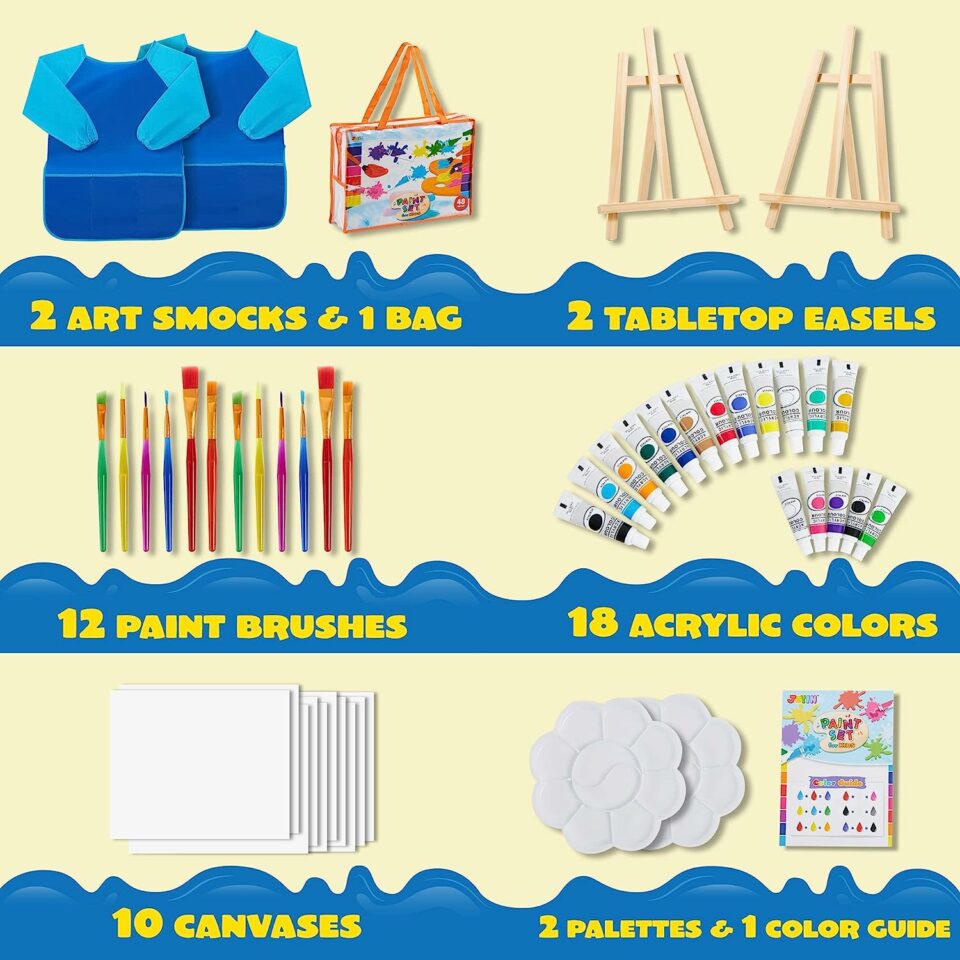 JOYIN
PAINT
SET
for KIDS
48
2 ART SMOCKS & 1 BAG
2 TABLETOP EASELS
12 PAINT BRUSHES
18 ACRYLIC COLORS
JOYIN
PAINT
SET
for KIDS
Color Guide
10 CANVASES
2 PALETTES & 1 COLOR GUIDE